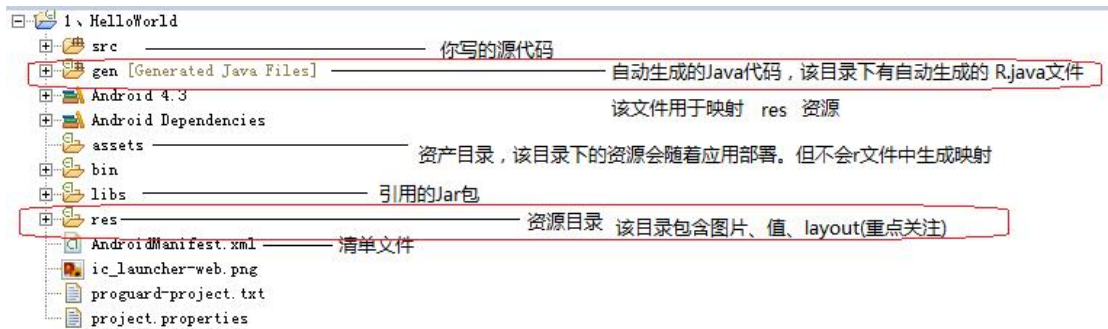 1、HelloWorld
src 你写的源代码
gen [Generated Java Files] 自动生成的Java代码，该目录下有自动生成的 R.java文件
Android 4.3 该文件用于映射 res 资源
Android Dependencies
assets 资产目录，该目录下的资源会随着应用部署。但不会r文件中生成映射
bin
libs 引用的Jar包
res 资源目录 该目录包含图片、值、layout(重点关注)
AndroidManifest.xml 清单文件
ic_launcher-web.png
proguard-project.txt
project.properties